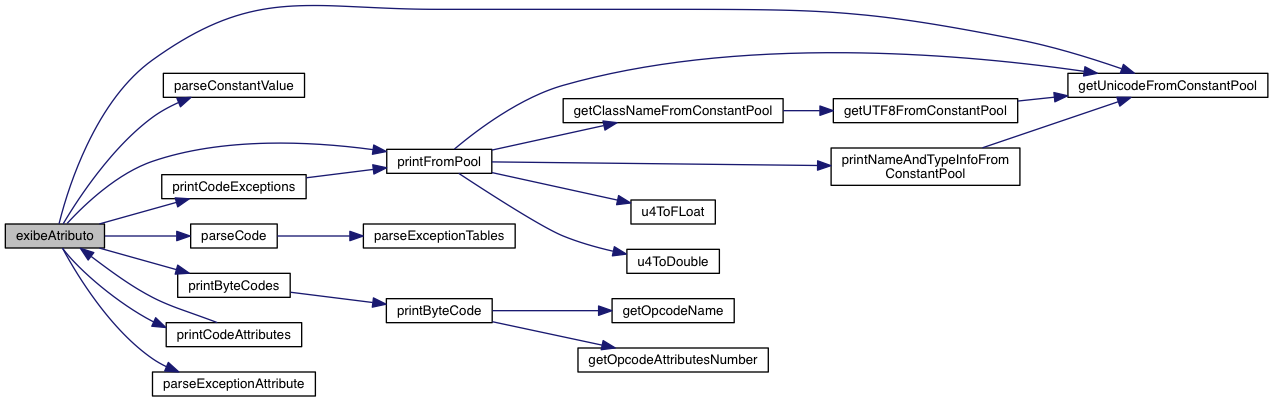 exibeAtributo
parseConstantValue
printCodeExceptions
parseCode
printByteCodes
printCodeAttributes
parseExceptionAttribute
printFromPool
parseExceptionTables
printByteCode
getClassNameFromConstantPool
u4ToFLoat
u4ToDouble
getOpcodeName
getOpcodeAttributesNumber
getUTF8FromConstantPool
printNameAndTypeInfoFrom
ConstantPool
getUnicodeFromConstantPool